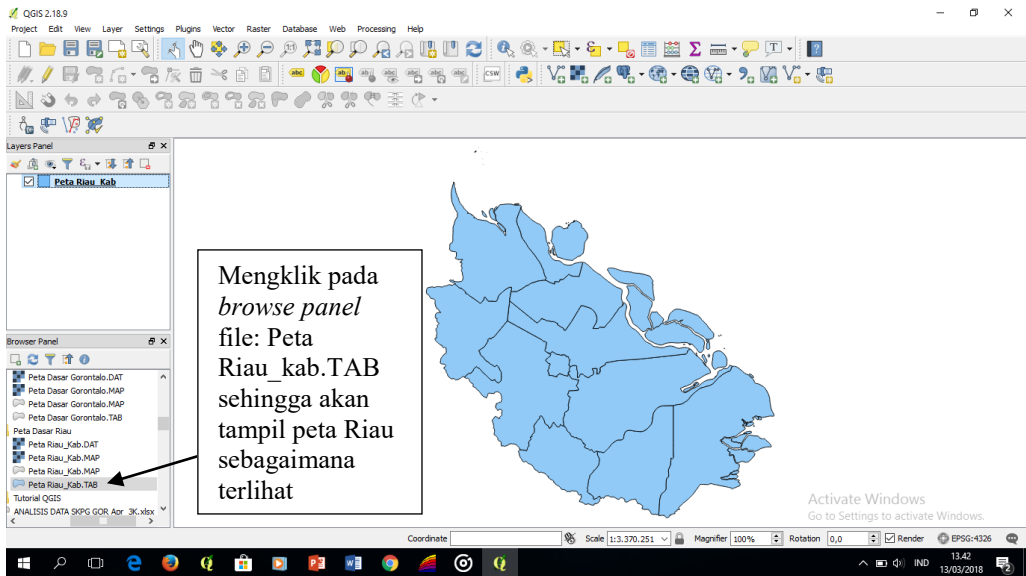 QGIS 2.18.9
Project Edit View Layer Settings Plugins Vector Raster Database Web Processing Help
Layers Panel
Peta Riau_Kab
Mengklik pada
browse panel
file: Peta
Riau_kab.TAB
sehingga akan
tampil peta Riau
sebagaimana
terlihat
Browser Panel
Peta Dasar Gorontalo.DAT
Peta Dasar Gorontalo.MAP
Peta Dasar Gorontalo.MAP
Peta Dasar Gorontalo.TAB
Peta Dasar Riau
Peta Riau_Kab.DAT
Peta Riau_Kab.MAP
Peta Riau_Kab.MAP
Peta Riau_Kab.TAB
Tutorial QGIS
ANALISIS DATA SKPG GOR Apr_3K.xlsx
Activate Windows
Go to Settings to activate Windows.
Coordinate Scale 1:3.370.251 Magnifier 100% Rotation 0,0 Render EPSG:4326
IND
13.42
13/03/2018